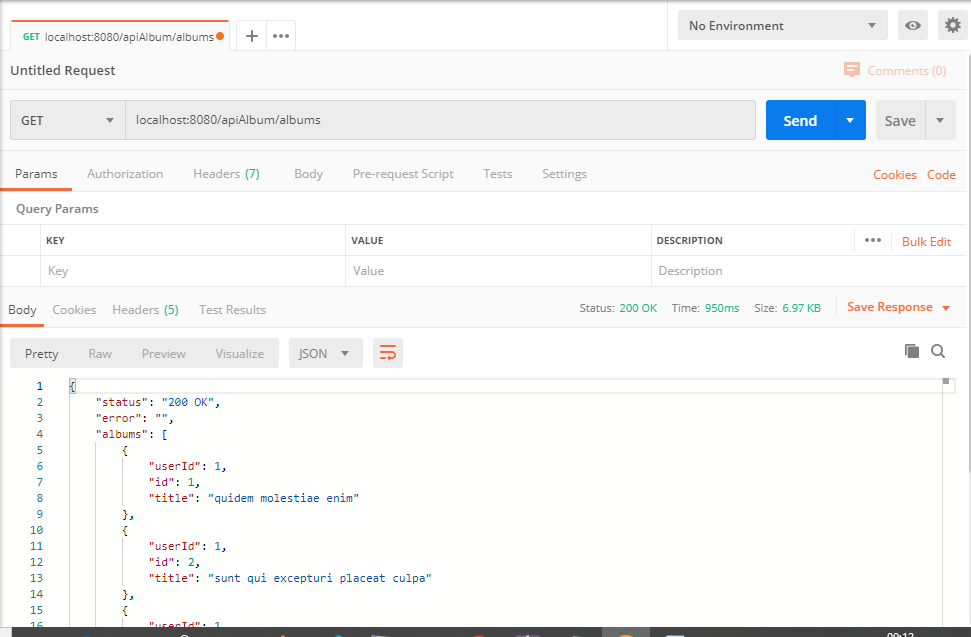 GET localhost:8080/apiAlbum/albums + ••• No Environment
Untitled Request Comments (0)
GET localhost:8080/apiAlbum/albums Send Save
Params Authorization Headers (7) Body Pre-request Script Tests Settings Cookies Code
Query Params
KEY VALUE DESCRIPTION ••• Bulk Edit
Key Value Description
Body Cookies Headers (5) Test Results Status: 200 OK Time: 950ms Size: 6.97 KB Save Response
Pretty Raw Preview Visualize JSON
1 {
2 "status": "200 OK",
3 "error": "",
4 "albums": [
5 {
6 "userId": 1,
7 "id": 1,
8 "title": "quidem molestiae enim"
9 },
10 {
11 "userId": 1,
12 "id": 2,
13 "title": "sunt qui excepturi placeat culpa"
14 },
15 {
16 "userId": 1,
00:12